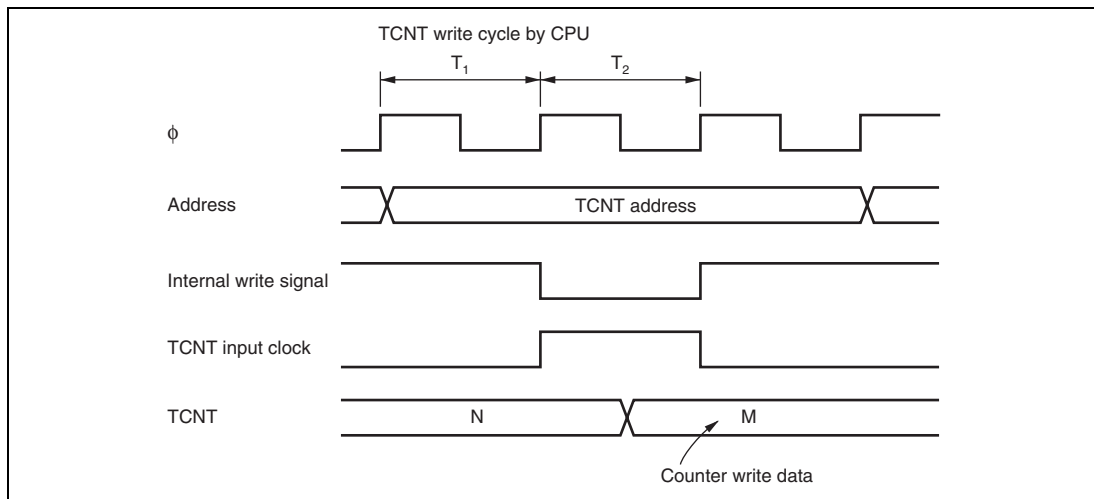 TCNT write cycle by CPU
T₁ T₂
ϕ
Address TCNT address
Internal write signal
TCNT input clock
TCNT N M
Counter write data